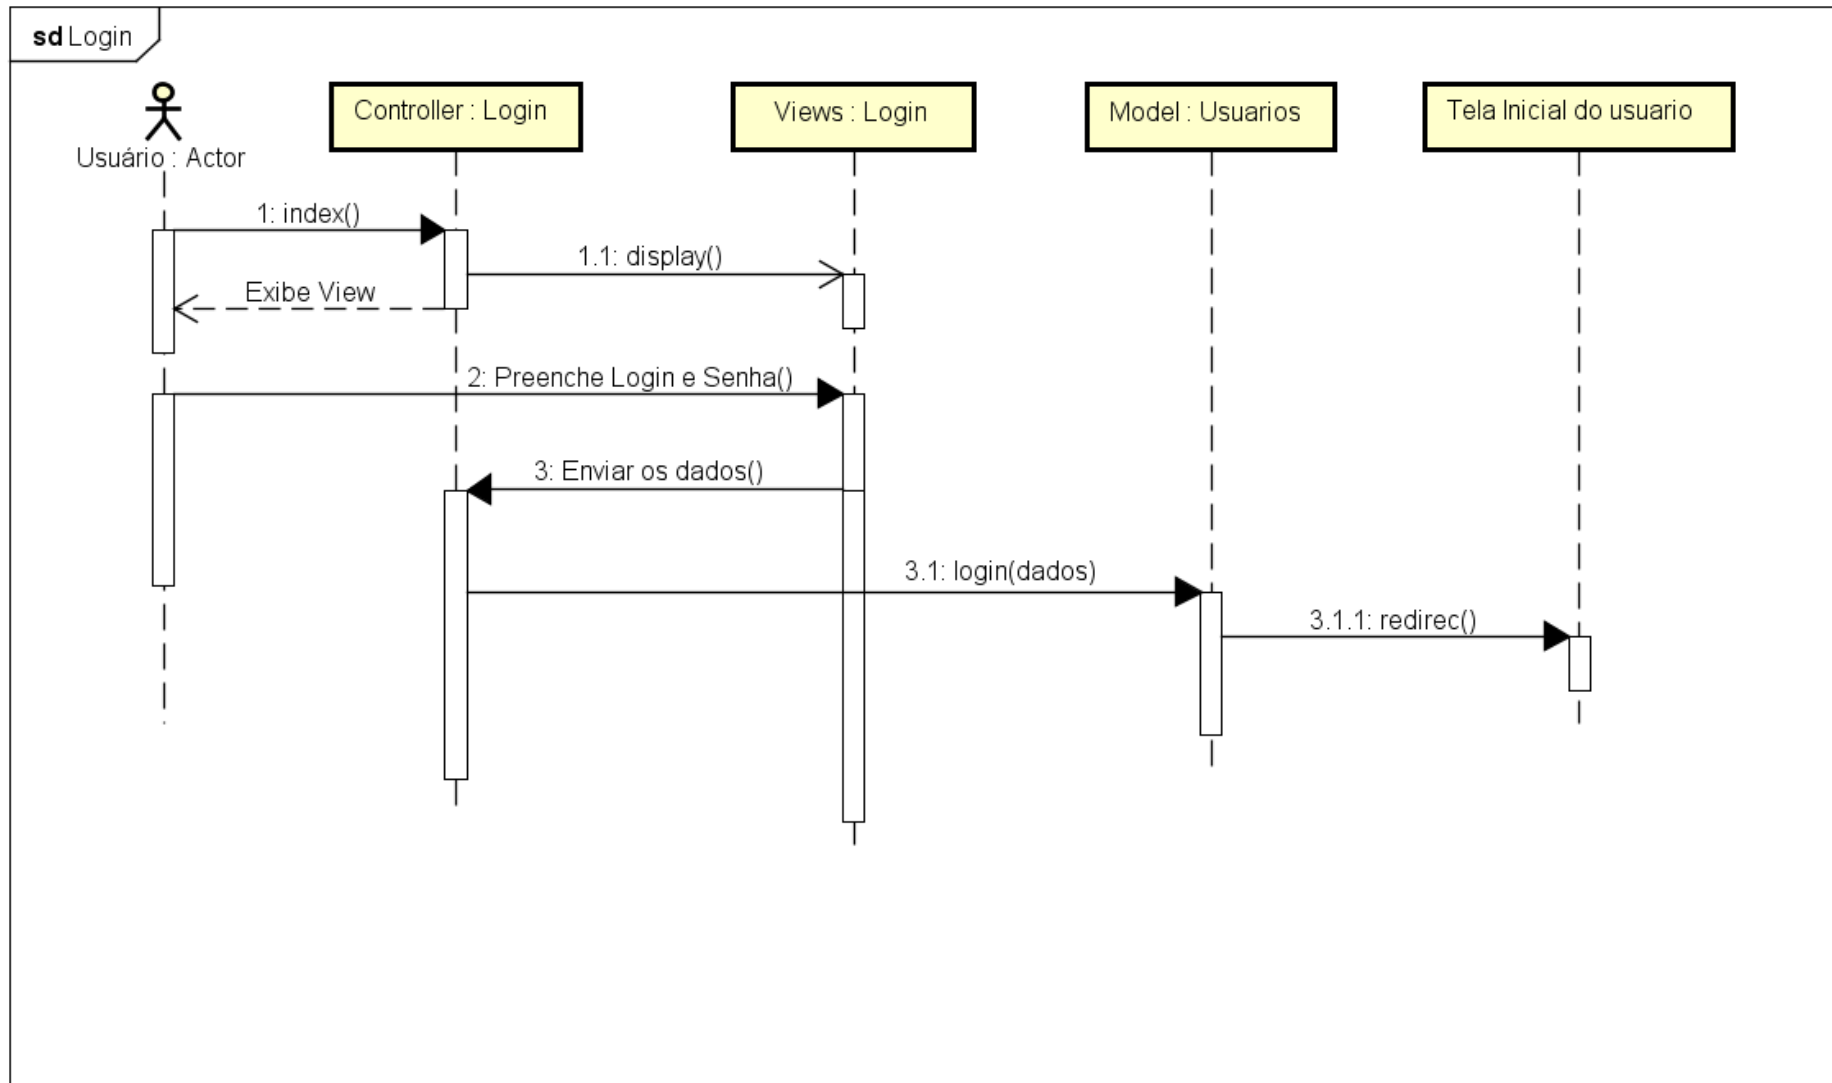 sd Login
Usuário : Actor
Controller : Login
Views : Login
Model : Usuarios
Tela Inicial do usuario
1: index()
1.1: display()
Exibe View
2: Preenche Login e Senha()
3: Enviar os dados()
3.1: login(dados)
3.1.1: redirec()